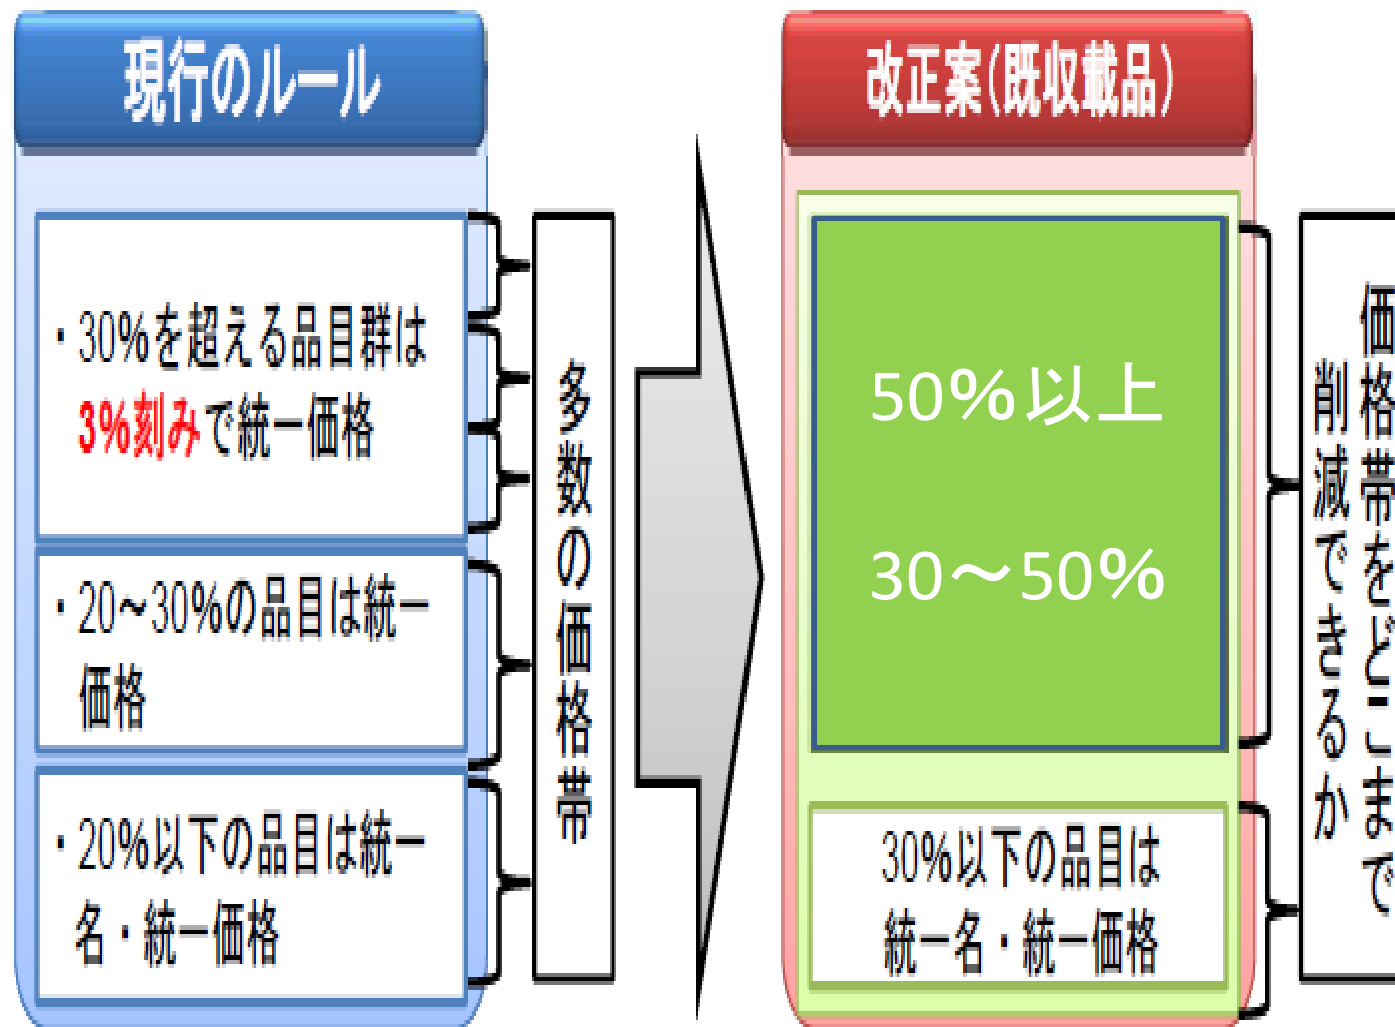 現行のルール
・30%を超える品目群は
3%刻みで統一価格
・20~30%の品目は統一
価格
・20%以下の品目は統一
名・統一価格
多数の価格帯
改正案(既収載品)
50%以上
30~50%
30%以下の品目は
統一名・統一価格
価格帯をどこまで
削減できるか